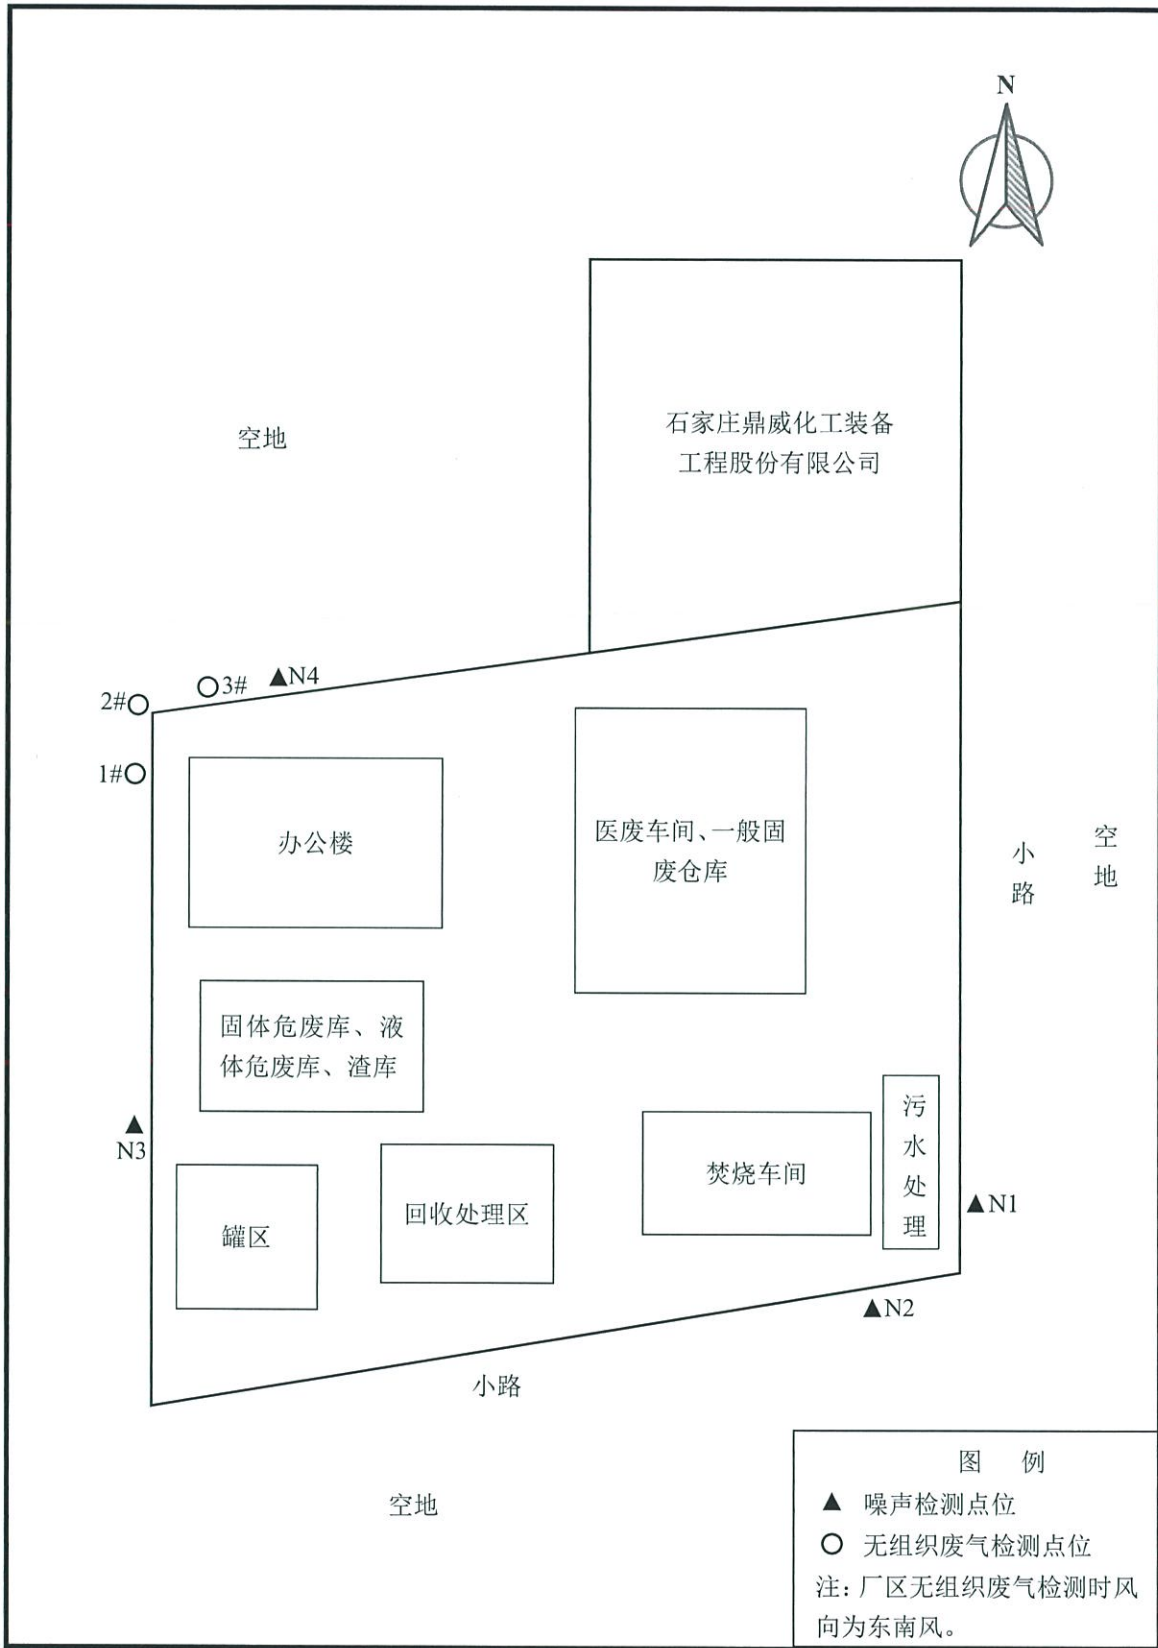 N
石家庄鼎威化工装备
工程股份有限公司
空地
3#
▲N4
2#
1#
办公楼
医废车间、一般固
废仓库
小路
空地
固体危废库、液
体危废库、渣库
▲
N3
污水处理
焚烧车间
回收处理区
罐区
▲N1
▲N2
小路
空地
图 例
▲ 噪声检测点位
○ 无组织废气检测点位
注：厂区无组织废气检测时风
向为东南风。